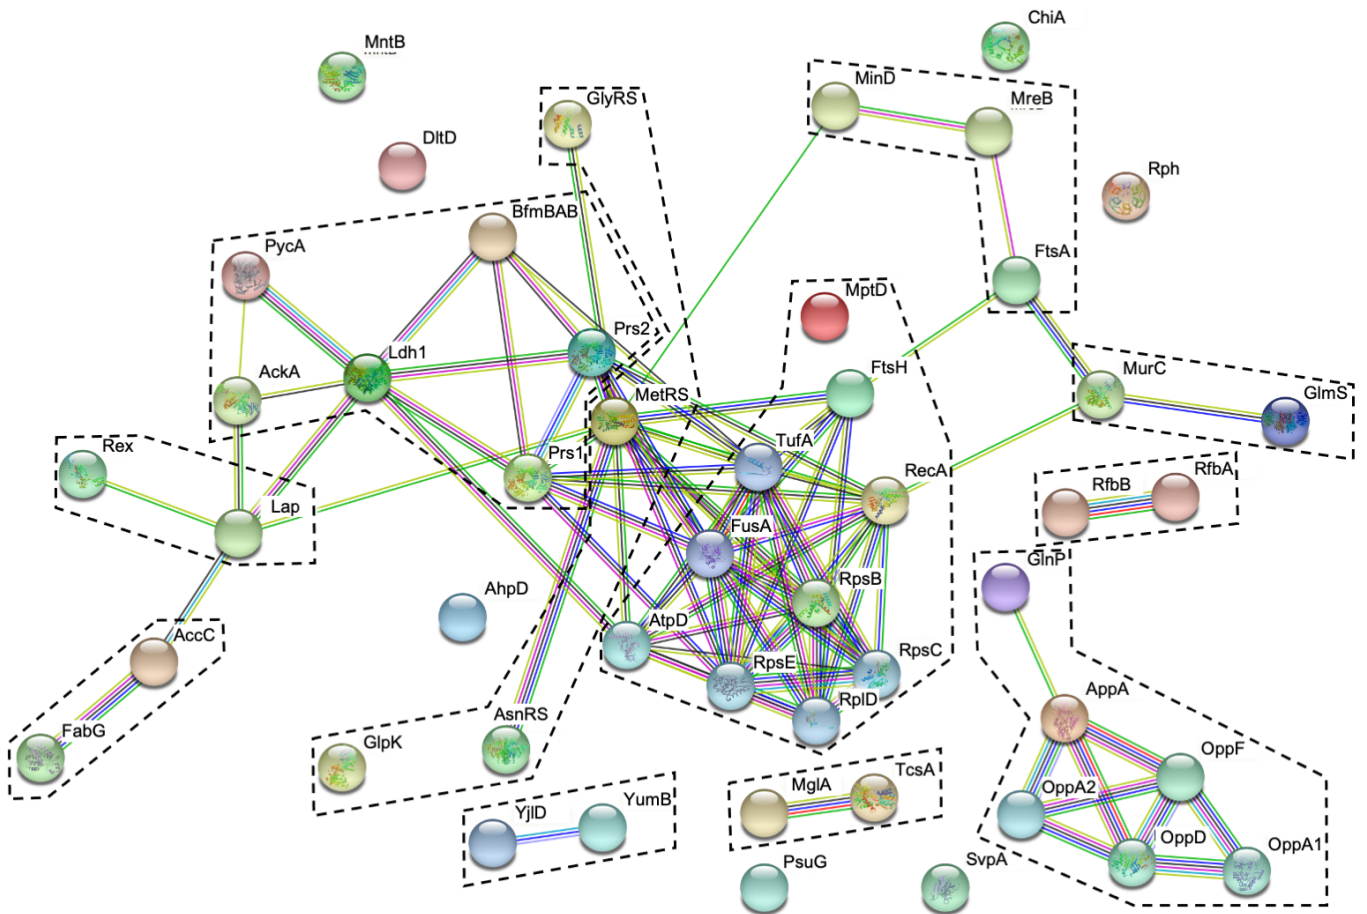 ChiA
MntB
MinD
GlyRS
MreB
DltD
Rph
BfmBAB
PycA
FtsA
MptD
Prs2
Ldh1
AckA
FtsH
MurC
GlmS
MetRS
Rex
TufA
Prs1
RecA
RfbB
RfbA
Lap
FusA
GlnP
AhpD
RpsB
AtpD
AccC
RpsE
RpsC
AppA
RplD
AsnRS
FabG
GlpK
OppF
MglA
TcsA
OppA2
YjlD
YumB
OppD
OppA1
PsuG
SvpA